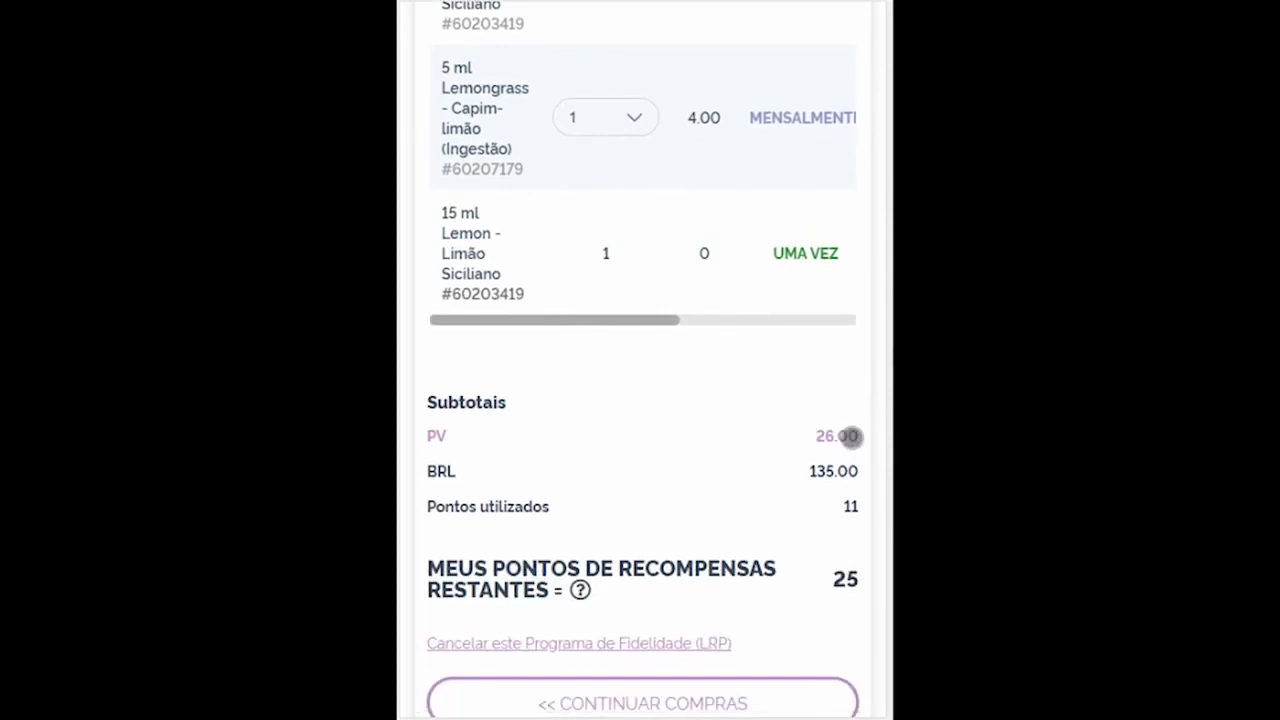 Siciliano
#60203419
5 ml
Lemongrass
- Capim-
limão
(Ingestão)
#60207179
1
4.00
MENSALMENTE
15 ml
Lemon -
Limão
Siciliano
#60203419
1
0
UMA VEZ
Subtotais
PV 26.00
BRL 135.00
Pontos utilizados 11
MEUS PONTOS DE RECOMPENSAS
RESTANTES = ?
25
Cancelar este Programa de Fidelidade (LRP)
<< CONTINUAR COMPRAS